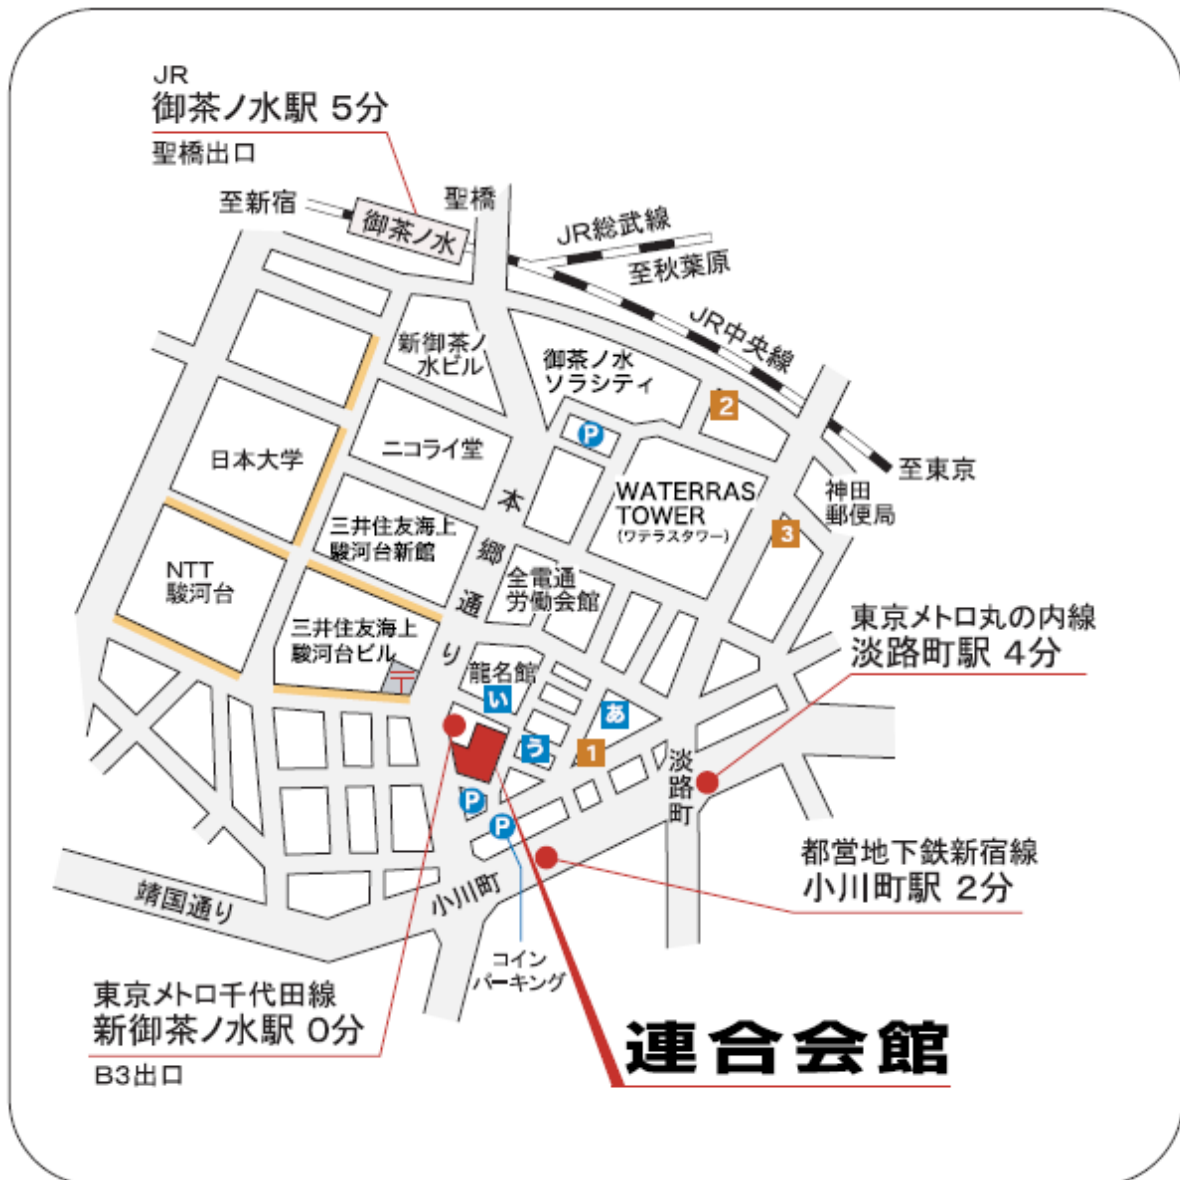 JR
御茶ノ水駅 5分
聖橋出口
至新宿
御茶ノ水
聖橋
JR総武線
至秋葉原
JR中央線
至東京
新御茶ノ
水ビル
御茶ノ水
ソラシティ
2
P
日本大学
ニコライ堂
本郷通り
WATERRAS
TOWER
(ワテラスタワー)
神田
郵便局
3
三井住友海上
駿河台新館
NTT
駿河台
全電通
労働会館
三井住友海上
駿河台ビル
〒
龍名館
い
あ
う
1
東京メトロ丸の内線
淡路町駅 4分
淡路町
P
P
都営地下鉄新宿線
小川町駅 2分
靖国通り
小川町
コイン
パーキング
東京メトロ千代田線
新御茶ノ水駅 0分
B3出口
連合会館